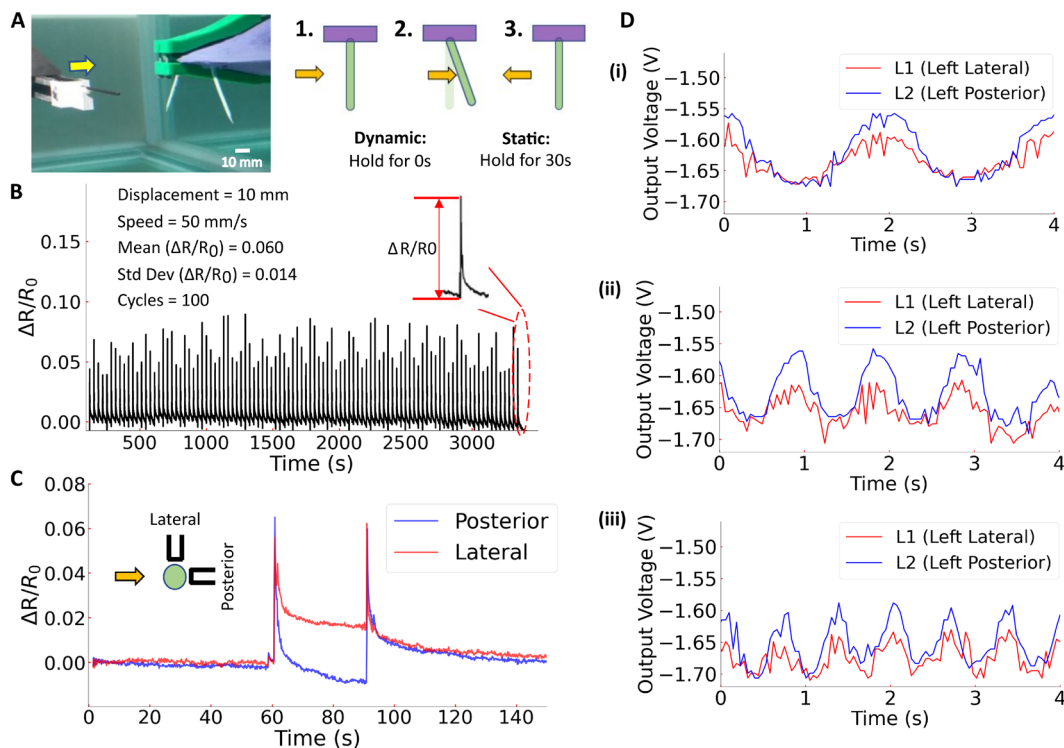 A
10 mm
1.
2.
3.
Dynamic:
Hold for 0s
Static:
Hold for 30s
B
Displacement = 10 mm
Speed = 50 mm/s
Mean (ΔR/R0) = 0.060
Std Dev (ΔR/R0) = 0.014
Cycles = 100
ΔR/R0
ΔR/R0
0.15
0.10
0.05
0.00
500
1000
1500
2000
2500
3000
Time (s)
C
Lateral
Posterior
Posterior
Lateral
ΔR/R0
0.08
0.06
0.04
0.02
0.00
0
20
40
60
80
100
120
140
Time (s)
D
(i)
L1 (Left Lateral)
L2 (Left Posterior)
Output Voltage (V)
−1.50
−1.55
−1.60
−1.65
−1.70
0
1
2
3
4
Time (s)
(ii)
L1 (Left Lateral)
L2 (Left Posterior)
Output Voltage (V)
−1.50
−1.55
−1.60
−1.65
−1.70
0
1
2
3
4
Time (s)
(iii)
L1 (Left Lateral)
L2 (Left Posterior)
Output Voltage (V)
−1.50
−1.55
−1.60
−1.65
−1.70
0
1
2
3
4
Time (s)